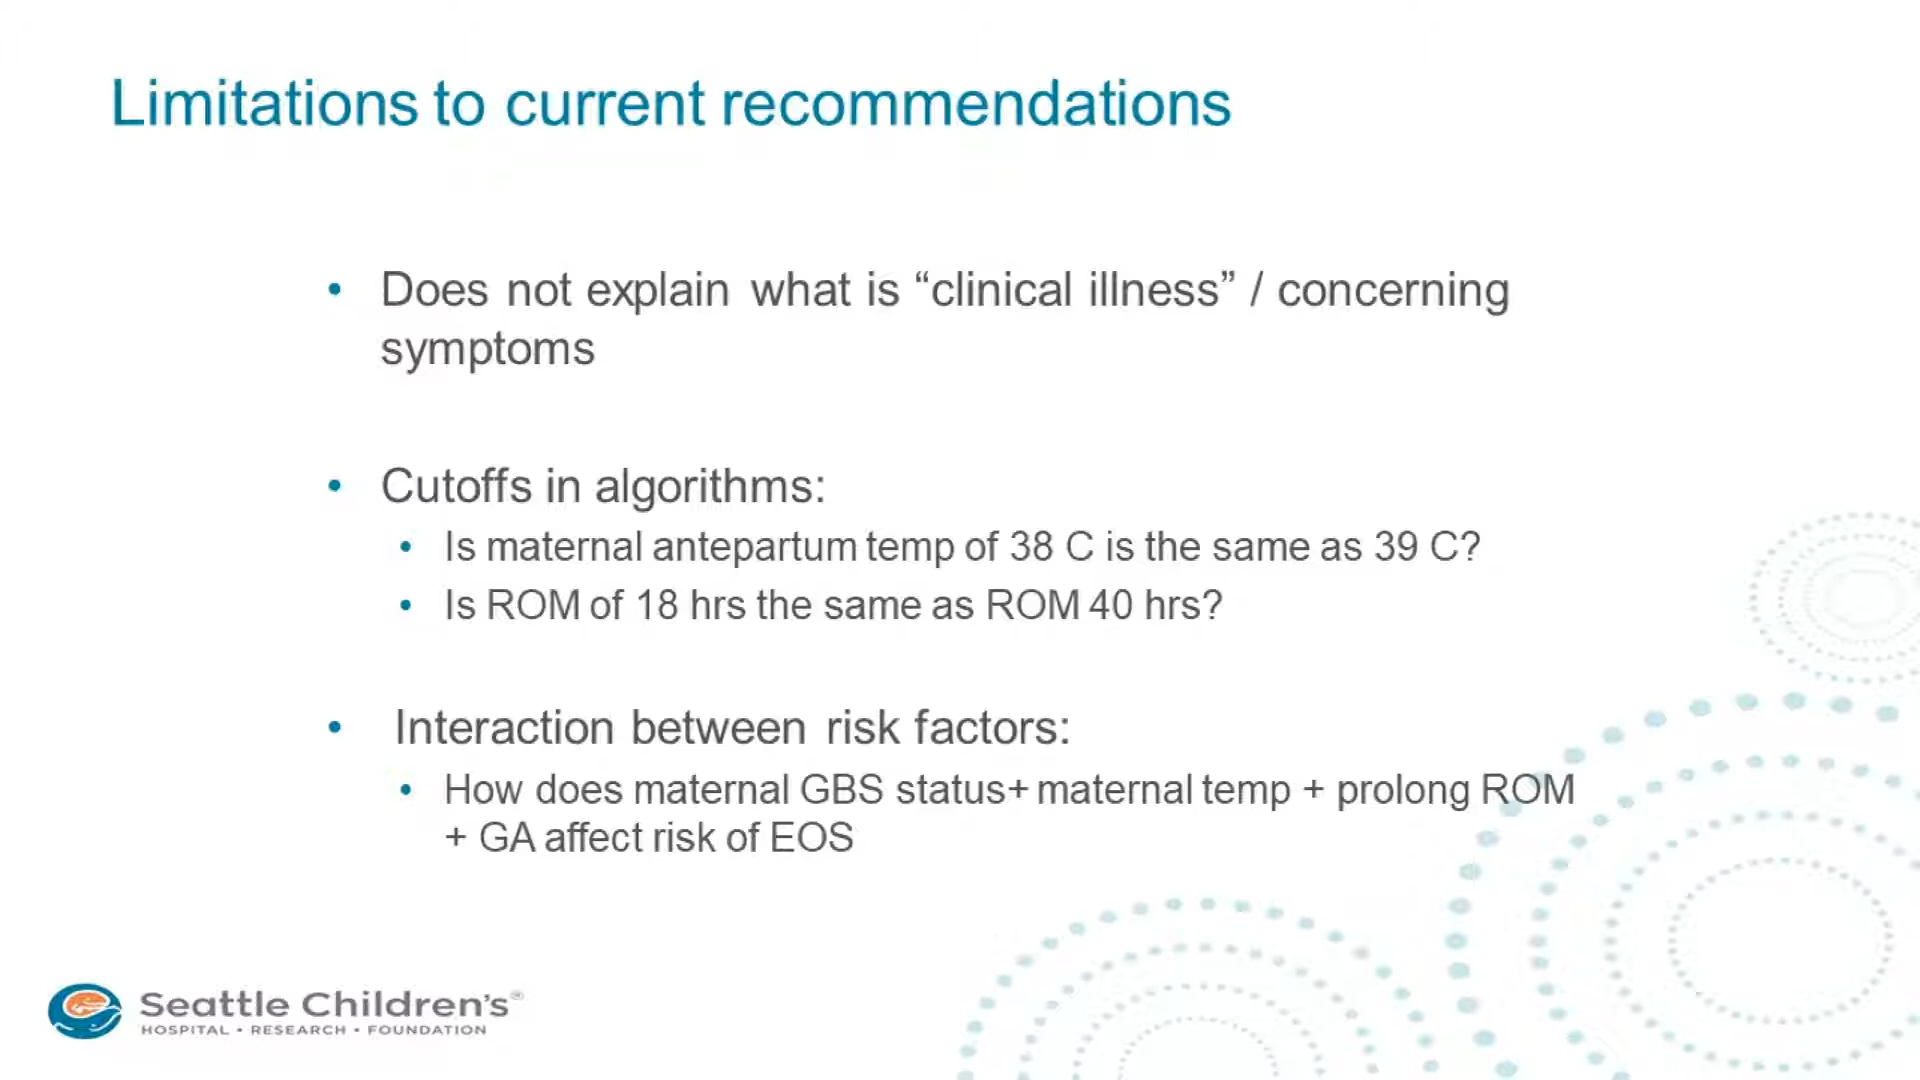 Limitations to current recommendations
• Does not explain what is “clinical illness” / concerning
symptoms
• Cutoffs in algorithms:
• Is maternal antepartum temp of 38 C is the same as 39 C?
• Is ROM of 18 hrs the same as ROM 40 hrs?
• Interaction between risk factors:
• How does maternal GBS status+ maternal temp + prolong ROM
+ GA affect risk of EOS
Seattle Children’s®
HOSPITAL • RESEARCH • FOUNDATION